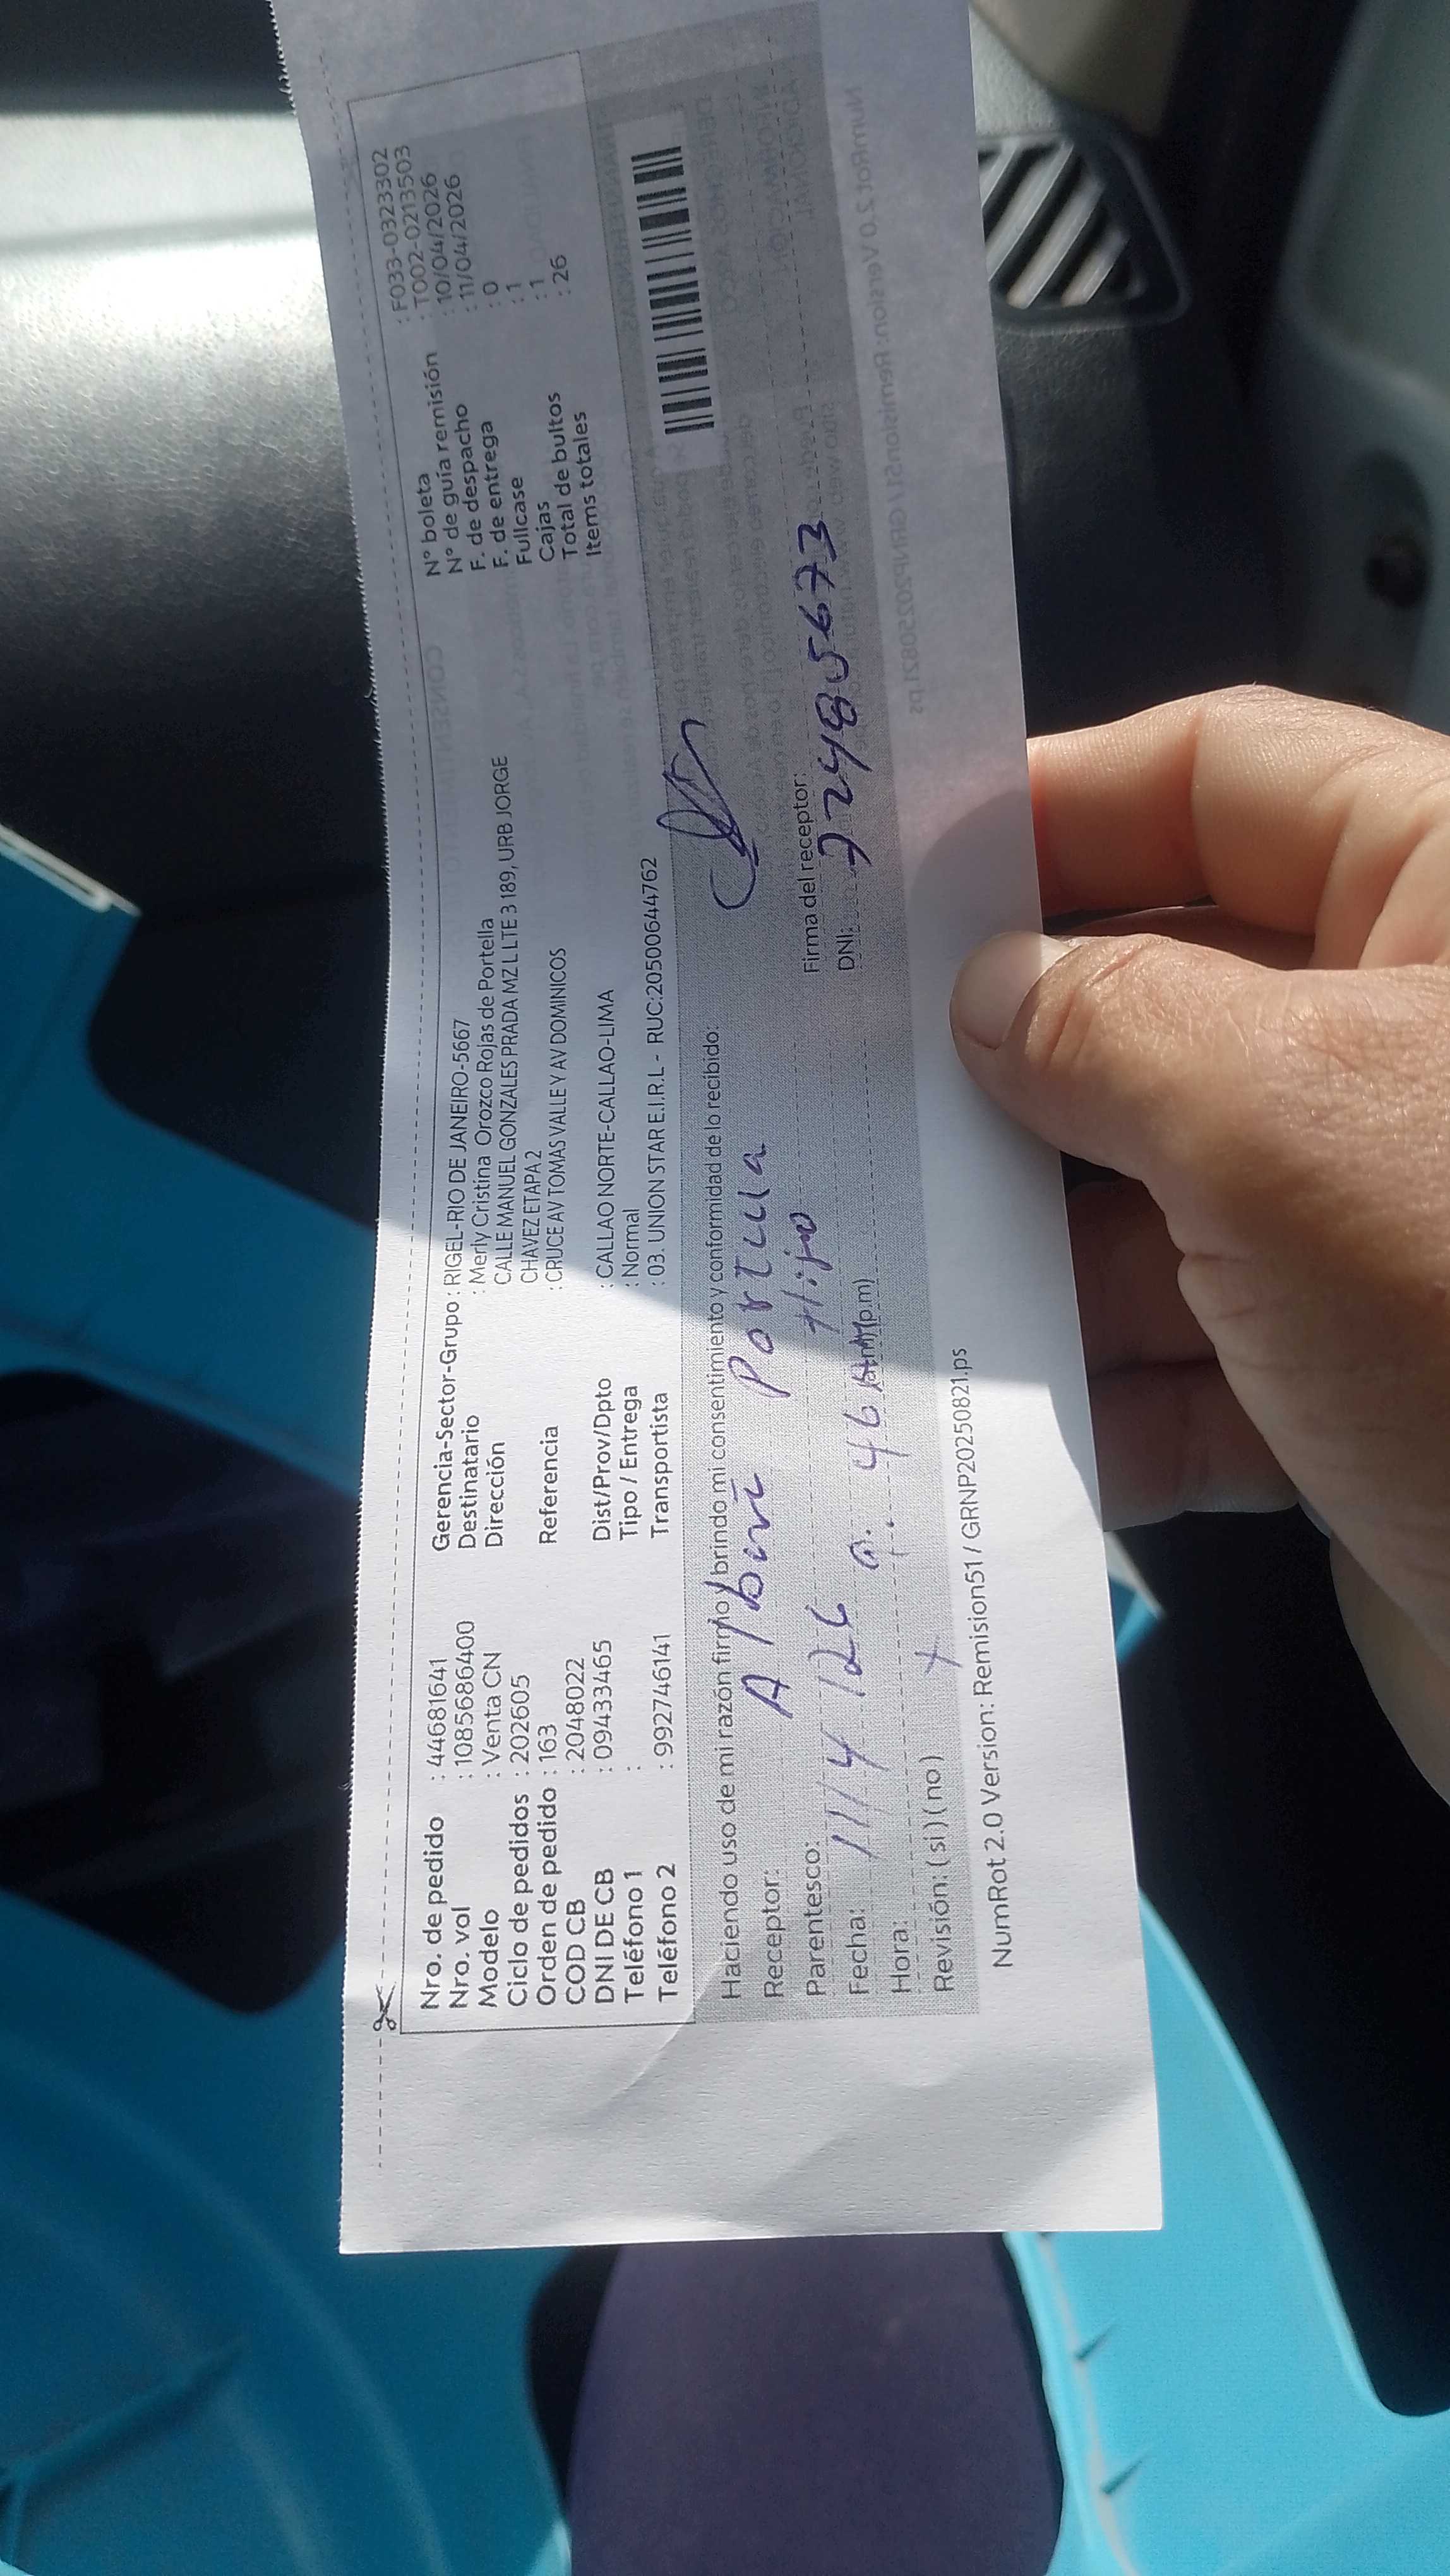 Nro. de pedido : 44681641
Nro. val : 1085686400
Modelo : Venta CN
Ciclo de pedidos : 202605
Orden de pedido : 163
COD CB : 2048022
DNI DE CB : 09433465
Teléfono 1 :
Teléfono 2 : 992746141
Gerencia-Sector-Grupo : RIGEL-RIO DE JANEIRO-5667
Destinatario : Merly Cristina Orozco Rojas de Portella
Dirección CALLE MANUEL GONZALES PRADA MZ L LTE 3 189, URB JORGE
CHAVEZ ETAPA 2
Referencia : CRUCE AV TOMAS VALLE Y AV DOMINICOS
Dist/Prov/Dpto : CALLAO NORTE-CALLAO-LIMA
Tipo / Entrega : Normal
Transportista : 03. UNION STAR E.I.R.L - RUC:20500644762
N° boleta : F033-0323302
N° de guía remisión : T002-0213503
F. de despacho : 10/04/2026
F. de entrega : 11/04/2026
Fullcase : 0
Cajas : 1
Total de bultos : 1
Items totales : 26
Haciendo uso de mi razón firmo y brindo mi consentimiento y conformidad de lo recibido:
Receptor: Portilla
Parentesco: Hijo
Fecha: 11/4/26
Hora:
Revisión: (si) (no)
Firma del receptor:
DNI: 72485673
NumRot 2.0 Version: Remision51 / GRNP20250821.ps